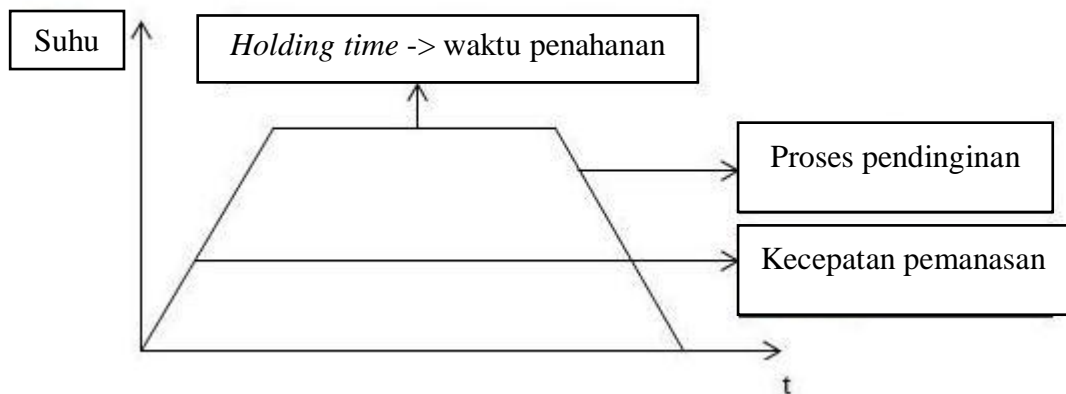 Suhu
Holding time -> waktu penahanan
Proses pendinginan
Kecepatan pemanasan
t